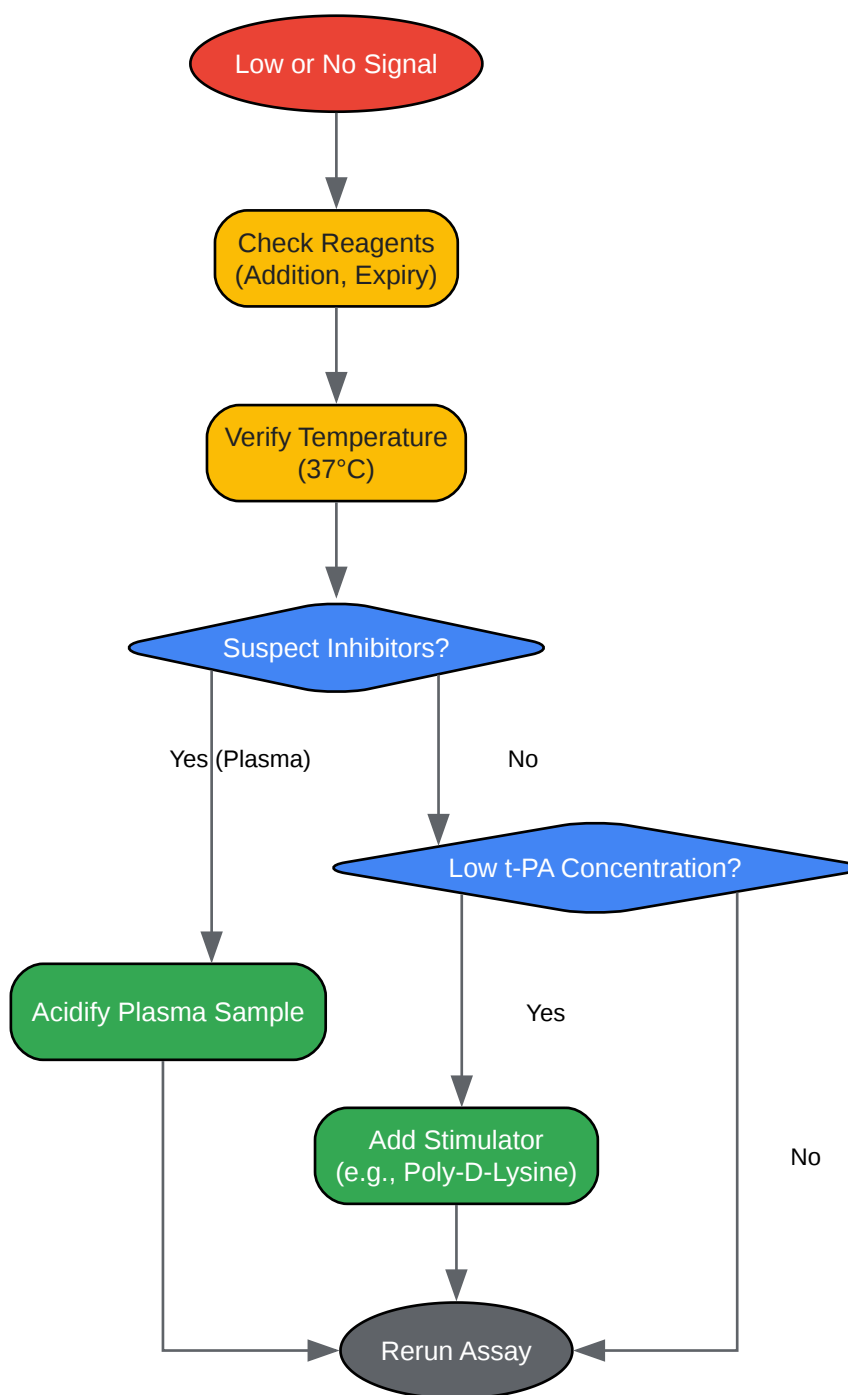 Low or No Signal
Check Reagents
(Addition, Expiry)
Verify Temperature
(37°C)
Suspect Inhibitors?
Yes (Plasma)
No
Low t-PA Concentration?
Acidify Plasma Sample
Yes
Add Stimulator
(e.g., Poly-D-Lysine)
No
Rerun Assay